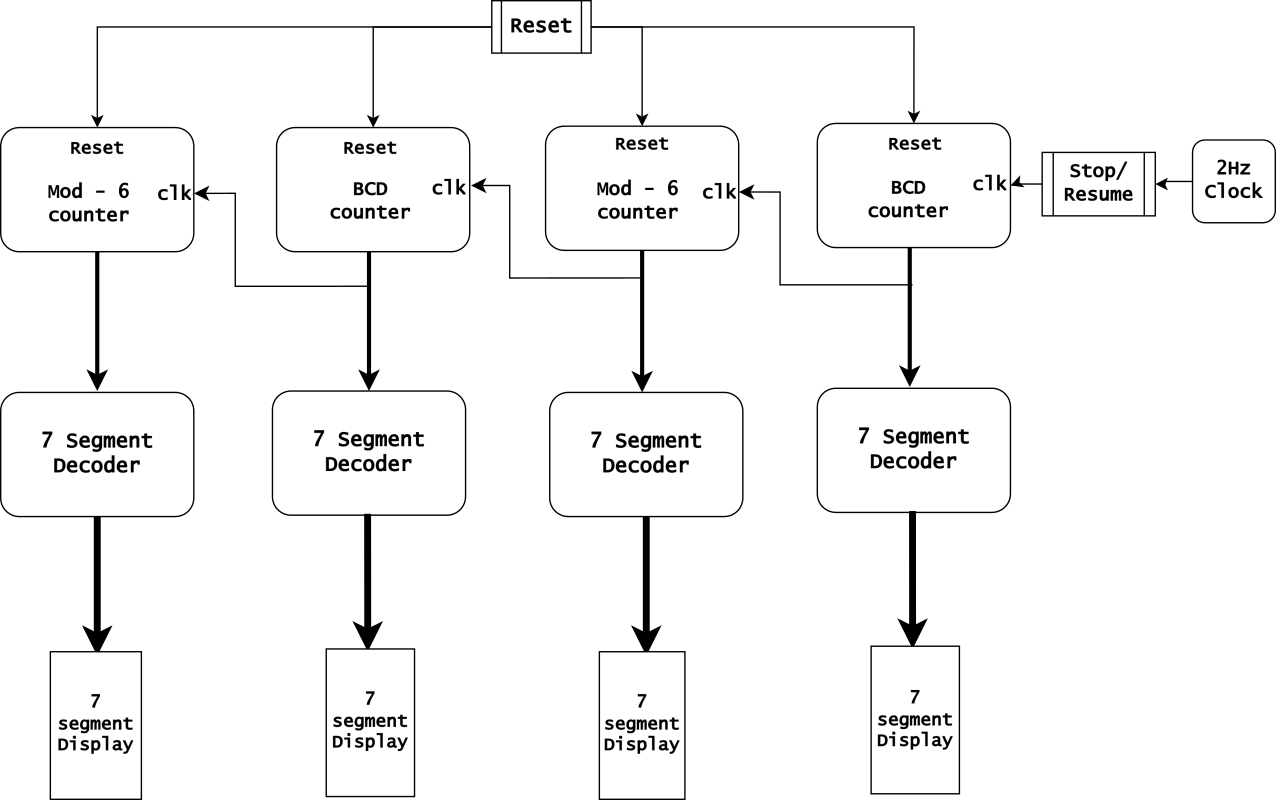 Reset
Reset
Mod - 6
counter
clk
Reset
BCD
counter
clk
Reset
Mod - 6
counter
clk
Reset
BCD
counter
clk
Stop/
Resume
2Hz
Clock
7 Segment
Decoder
7 Segment
Decoder
7 Segment
Decoder
7 Segment
Decoder
7
segment
Display
7
segment
Display
7
segment
Display
7
segment
Display